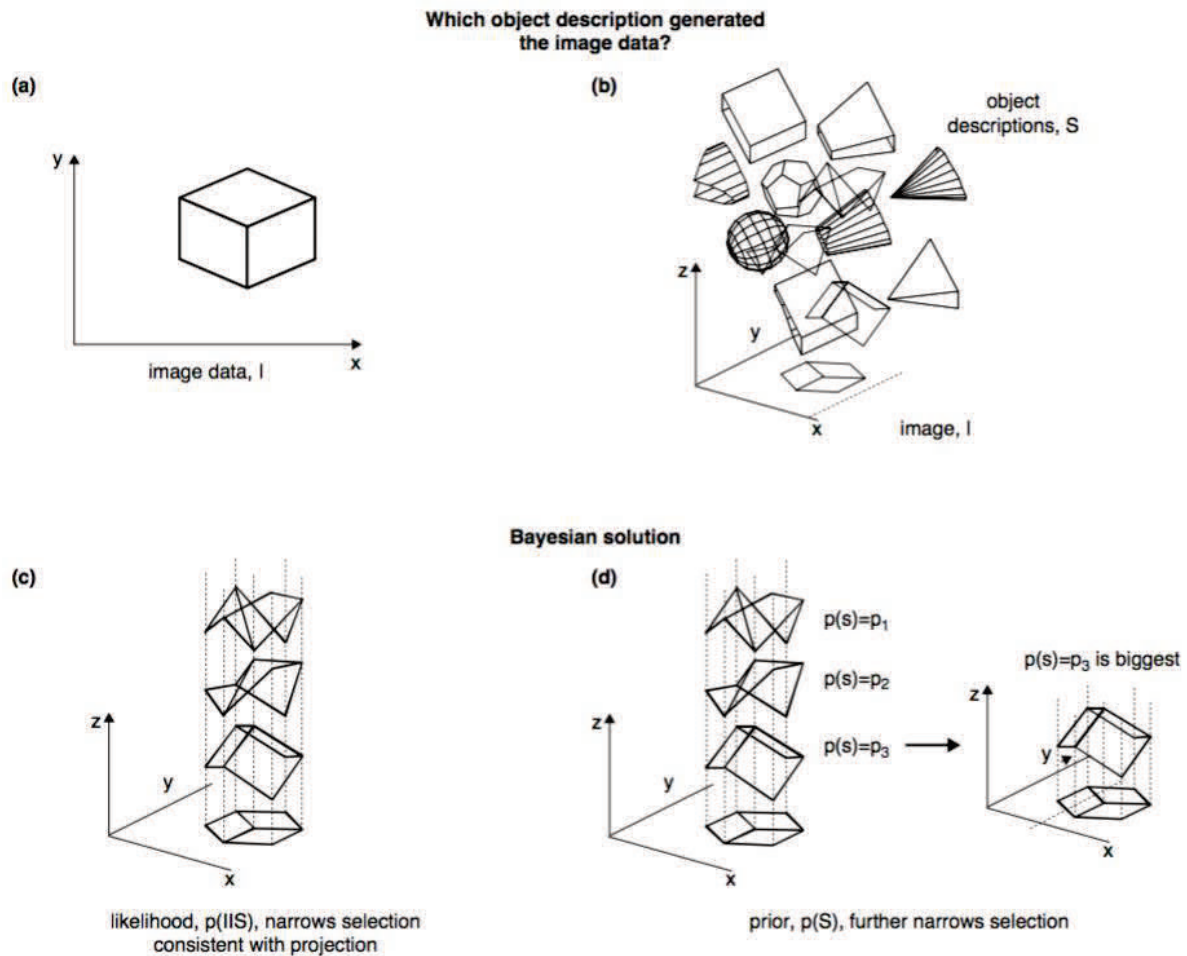 Which object description generated
the image data?
(a)
y
x
image data, I
(b)
object
descriptions, S
z
y
x
image, I
Bayesian solution
(c)
z
y
x
likelihood, p(IIS), narrows selection
consistent with projection
(d)
p(s)=p₁
p(s)=p₂
p(s)=p₃
z
y
x
p(s)=p₃ is biggest
z
y
x
prior, p(S), further narrows selection